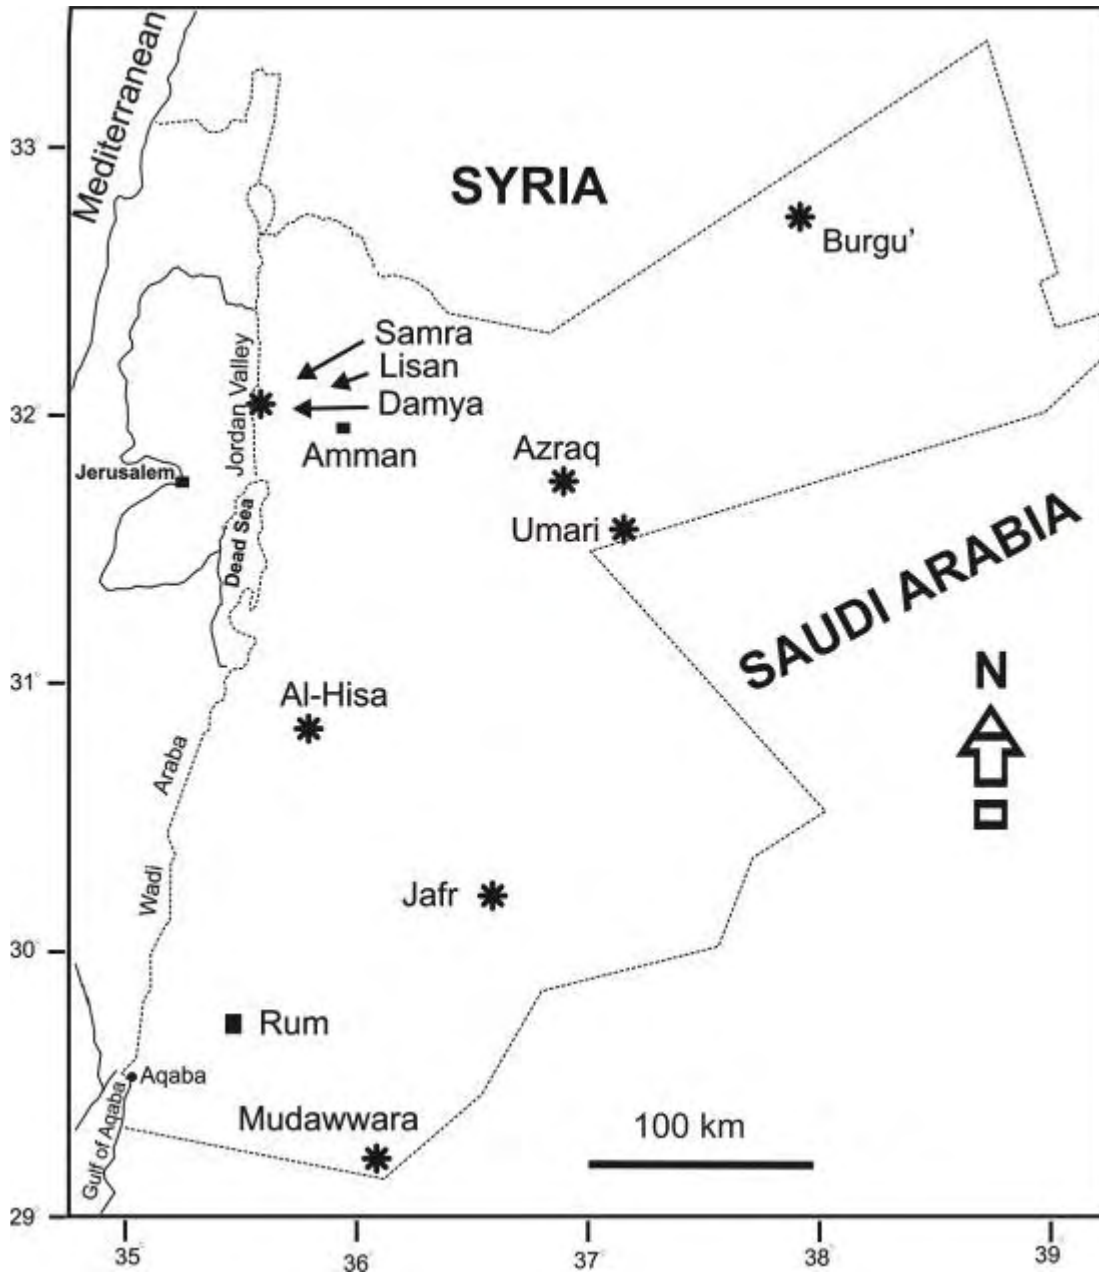 Mediterranean
33°
SYRIA
Burgu'
Samra
Lisan
Damya
32°
Jordan Valley
Amman
Azraq
Jerusalem
Umari
Dead Sea
SAUDI ARABIA
31°
Al-Hisa
N
Wadi Araba
Jafr
30°
Rum
Aqaba
Gulf of Aqaba
Mudawwara
100 km
29°
35° 36° 37° 38° 39°